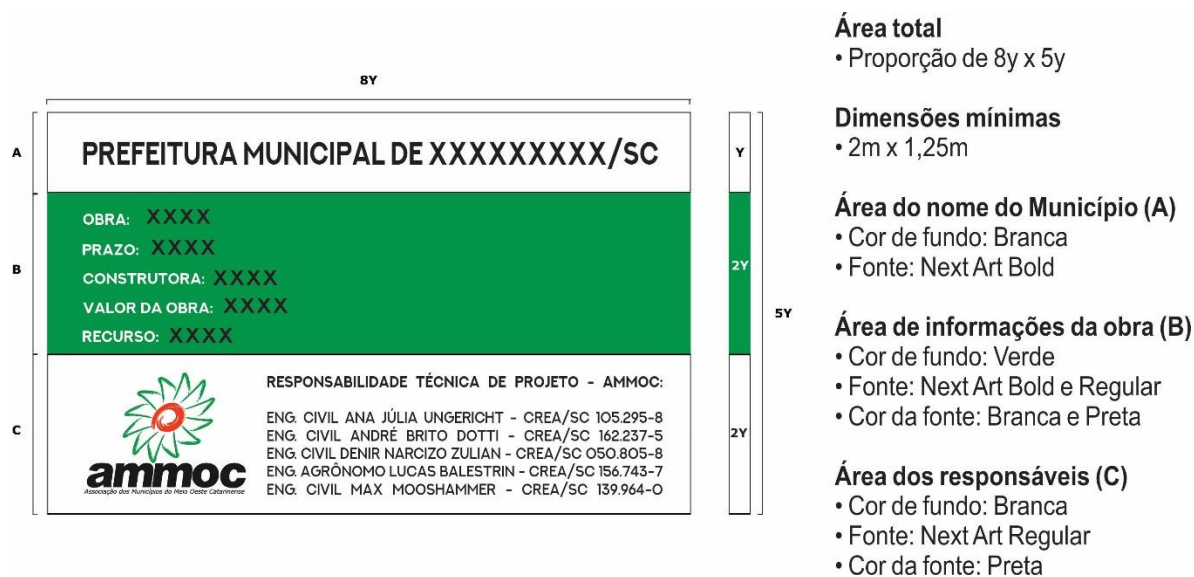 8Y
A
PREFEITURA MUNICIPAL DE XXXXXXXXX/SC
Y
B
OBRA: XXXX
PRAZO: XXXX
CONSTRUTORA: XXXX
VALOR DA OBRA: XXXX
RECURSO: XXXX
2Y
5Y
C
ammoc
Associação dos Municípios do Meio Oeste Catarinense
RESPONSABILIDADE TÉCNICA DE PROJETO - AMMOC:
ENG. CIVIL ANA JÚLIA UNGERICHT - CREA/SC 105.295-8
ENG. CIVIL ANDRÉ BRITO DOTTI - CREA/SC 162.237-5
ENG. CIVIL DENIR NARCIZO ZULIAN - CREA/SC 050.805-8
ENG. AGRÔNOMO LUCAS BALESTRIN - CREA/SC 156.743-7
ENG. CIVIL MAX MOOSHAMMER - CREA/SC 139.964-0
2Y
Área total
• Proporção de 8y x 5y
Dimensões mínimas
• 2m x 1,25m
Área do nome do Município (A)
• Cor de fundo: Branca
• Fonte: Next Art Bold
Área de informações da obra (B)
• Cor de fundo: Verde
• Fonte: Next Art Bold e Regular
• Cor da fonte: Branca e Preta
Área dos responsáveis (C)
• Cor de fundo: Branca
• Fonte: Next Art Regular
• Cor da fonte: Preta